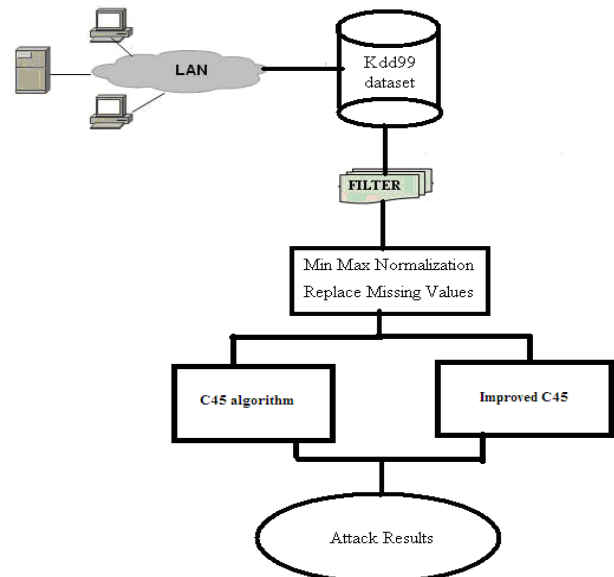 LAN
Kdd99
dataset
FILTER
Min Max Normalization
Replace Missing Values
C45 algorithm
Improved C45
Attack Results